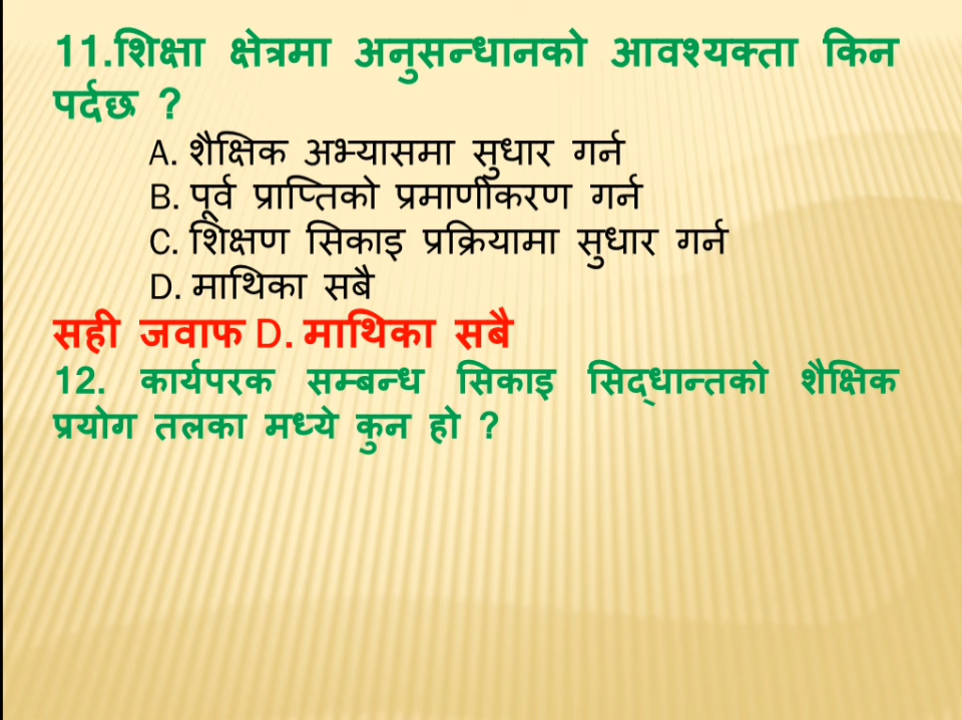 11.शिक्षा क्षेत्रमा अनुसन्धानको आवश्यक्ता किन
पर्दछ ?
A. शैक्षिक अभ्यासमा सुधार गर्न
B. पूर्व प्राप्तिको प्रमाणीकरण गर्न
C. शिक्षण सिकाइ प्रक्रियामा सुधार गर्न
D. माथिका सबै
सही जवाफ D. माथिका सबै
12. कार्यपरक सम्बन्ध सिकाइ सिद्धान्तको शैक्षिक
प्रयोग तलका मध्ये कुन हो ?